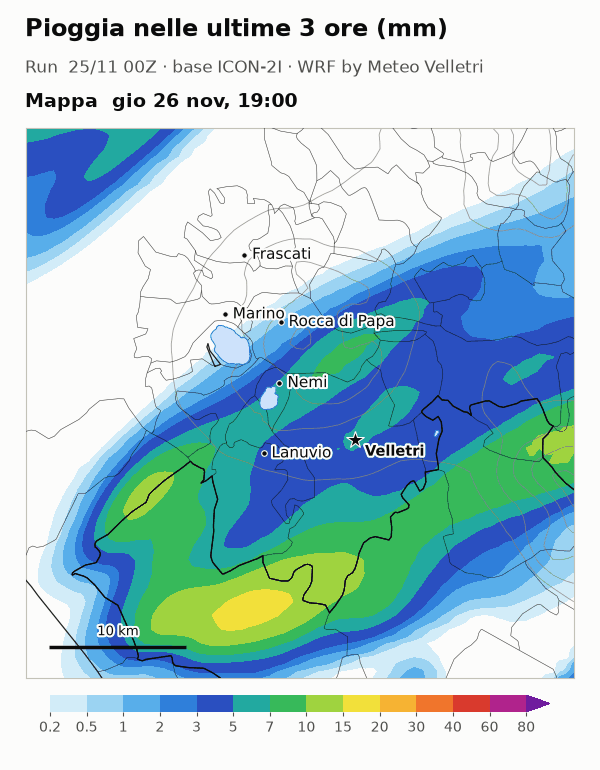 Pioggia nelle ultime 3 ore (mm)
Run  25/11 00Z · base ICON-2I · WRF by Meteo Velletri
Mappa  gio 26 nov, 19:00
Frascati
Marino
Rocca di Papa
Nemi
Velletri
Lanuvio
10 km
0.2 0.5 1 2 3 5 7 10 15 20 30 40 60 80